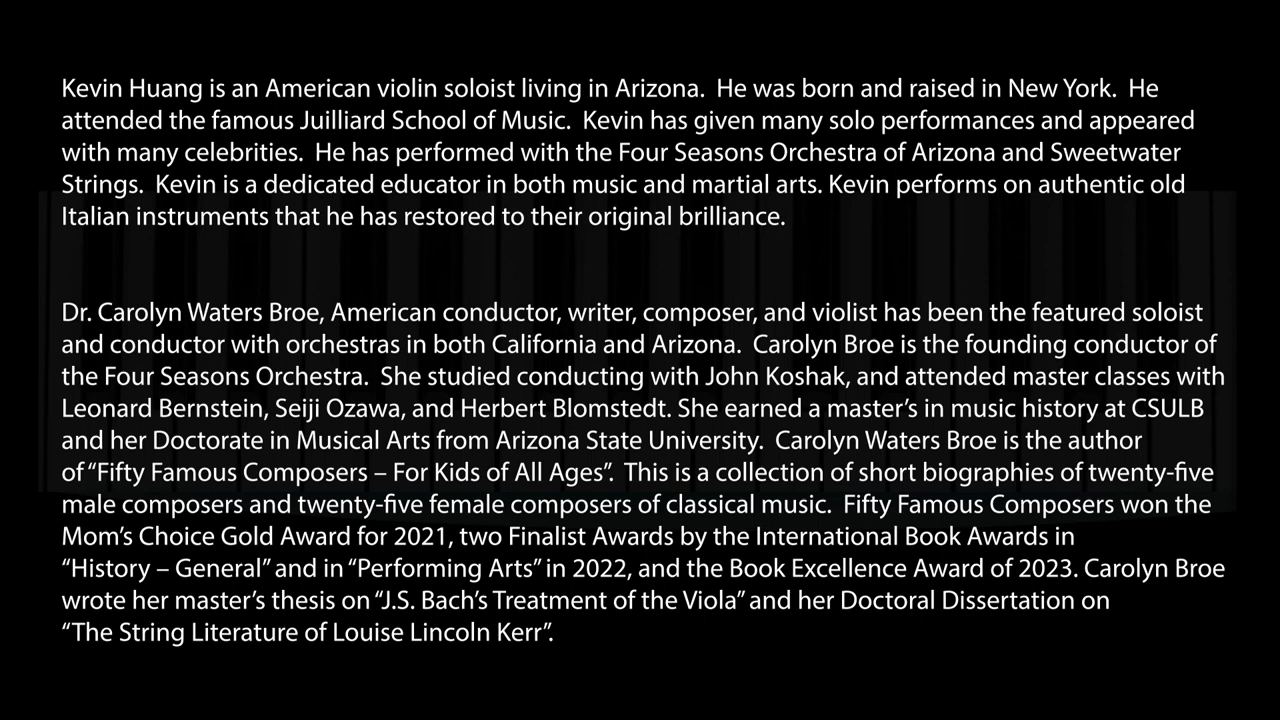 Kevin Huang is an American violin soloist living in Arizona.  He was born and raised in New York.  He
attended the famous Juilliard School of Music.  Kevin has given many solo performances and appeared
with many celebrities.  He has performed with the Four Seasons Orchestra of Arizona and Sweetwater
Strings.  Kevin is a dedicated educator in both music and martial arts. Kevin performs on authentic old
Italian instruments that he has restored to their original brilliance.
Dr. Carolyn Waters Broe, American conductor, writer, composer, and violist has been the featured soloist
and conductor with orchestras in both California and Arizona.  Carolyn Broe is the founding conductor of
the Four Seasons Orchestra.  She studied conducting with John Koshak, and attended master classes with
Leonard Bernstein, Seiji Ozawa, and Herbert Blomstedt. She earned a master’s in music history at CSULB
and her Doctorate in Musical Arts from Arizona State University.  Carolyn Waters Broe is the author
of “Fifty Famous Composers – For Kids of All Ages”.  This is a collection of short biographies of twenty-five
male composers and twenty-five female composers of classical music.  Fifty Famous Composers won the
Mom’s Choice Gold Award for 2021, two Finalist Awards by the International Book Awards in
“History – General” and in “Performing Arts” in 2022, and the Book Excellence Award of 2023. Carolyn Broe
wrote her master’s thesis on “J.S. Bach’s Treatment of the Viola” and her Doctoral Dissertation on
“The String Literature of Louise Lincoln Kerr”.